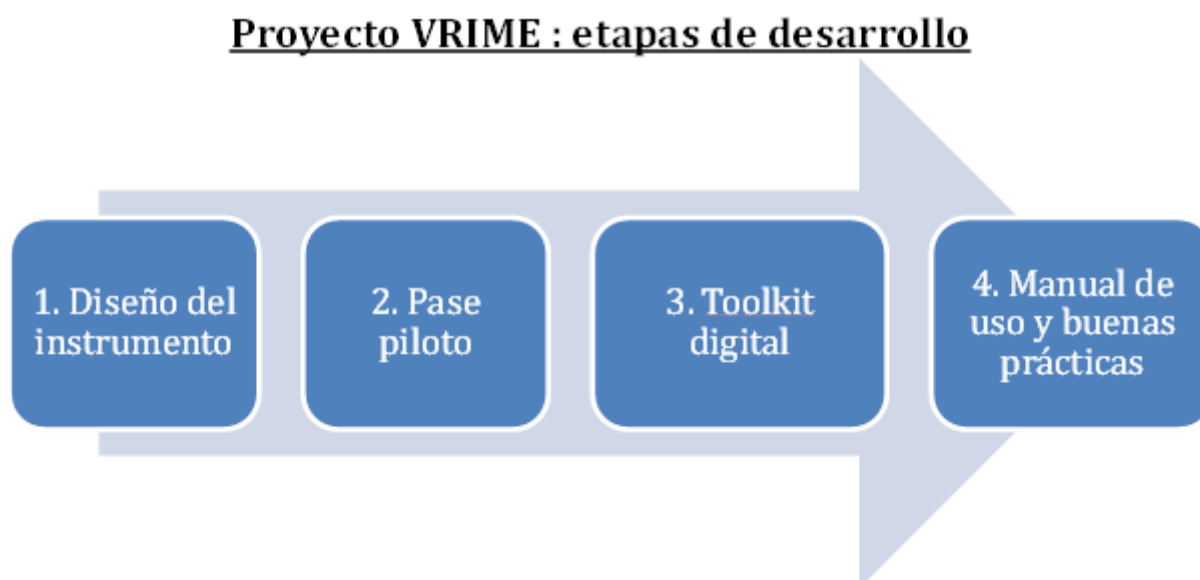 Proyecto VRIME : etapas de desarrollo
1. Diseño del
instrumento
2. Pase
piloto
3. Toolkit
digital
4. Manual de
uso y buenas
prácticas